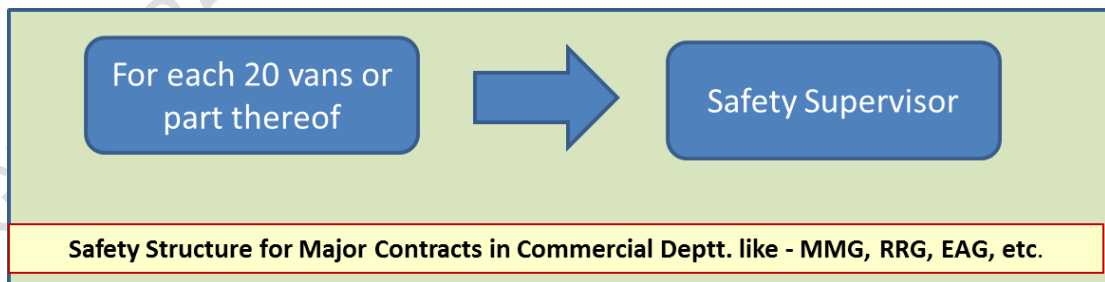 For each 20 vans or
part thereof
Safety Supervisor
Safety Structure for Major Contracts in Commercial Deptt. like - MMG, RRG, EAG, etc.